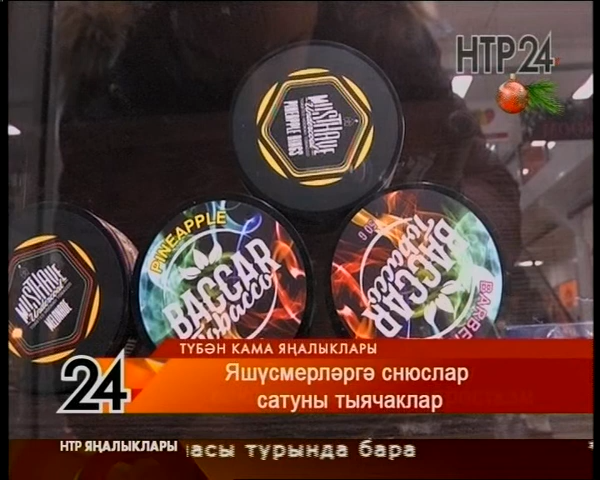 НТР24
MUSTHAVE
PINEAPPLE RINGS
MUSTHAVE
PINEAPPLE
BACCAR
Tobacco
BACCAR
Tobacco
24
ТҮБӘН КАМА ЯҢАЛЫКЛАРЫ
Яшүсмерләргә снюслар
сатуны тыячаклар
НТР ЯҢАЛЫКЛАРЫ
асы турында бара